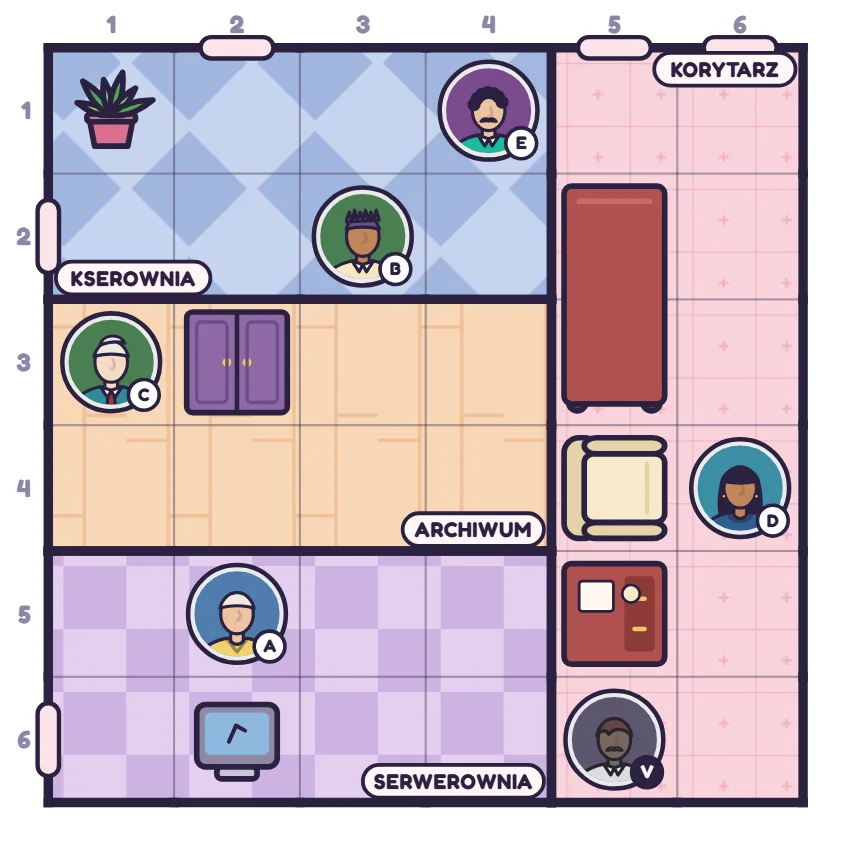 1 2 3 4 5 6
KORYTARZ
1
E
2
B
KSEROWNIA
3
C
4
D
ARCHIWUM
5
A
6
V
SERWEROWNIA